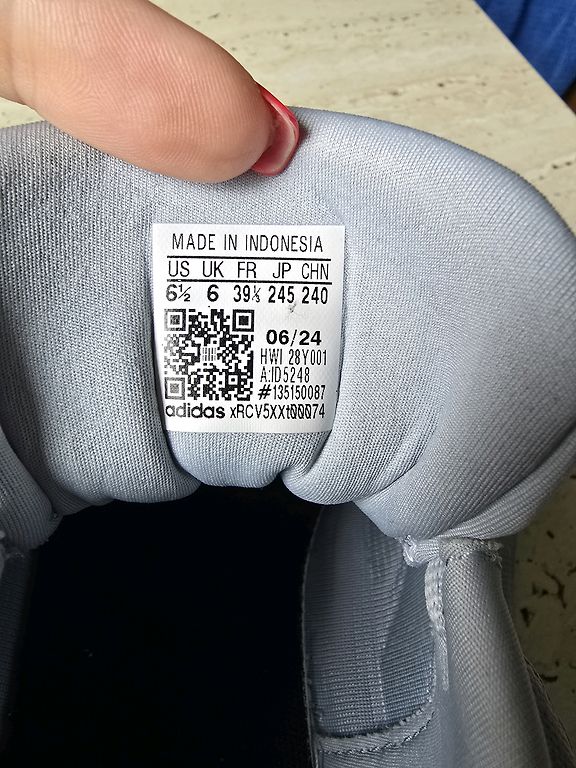 MADE IN INDONESIA
US UK FR JP CHN
6½ 6 39⅓ 245 240
06/24
HWI 28Y001
A:ID5248
#135150087
adidas xRCV5XXt00074